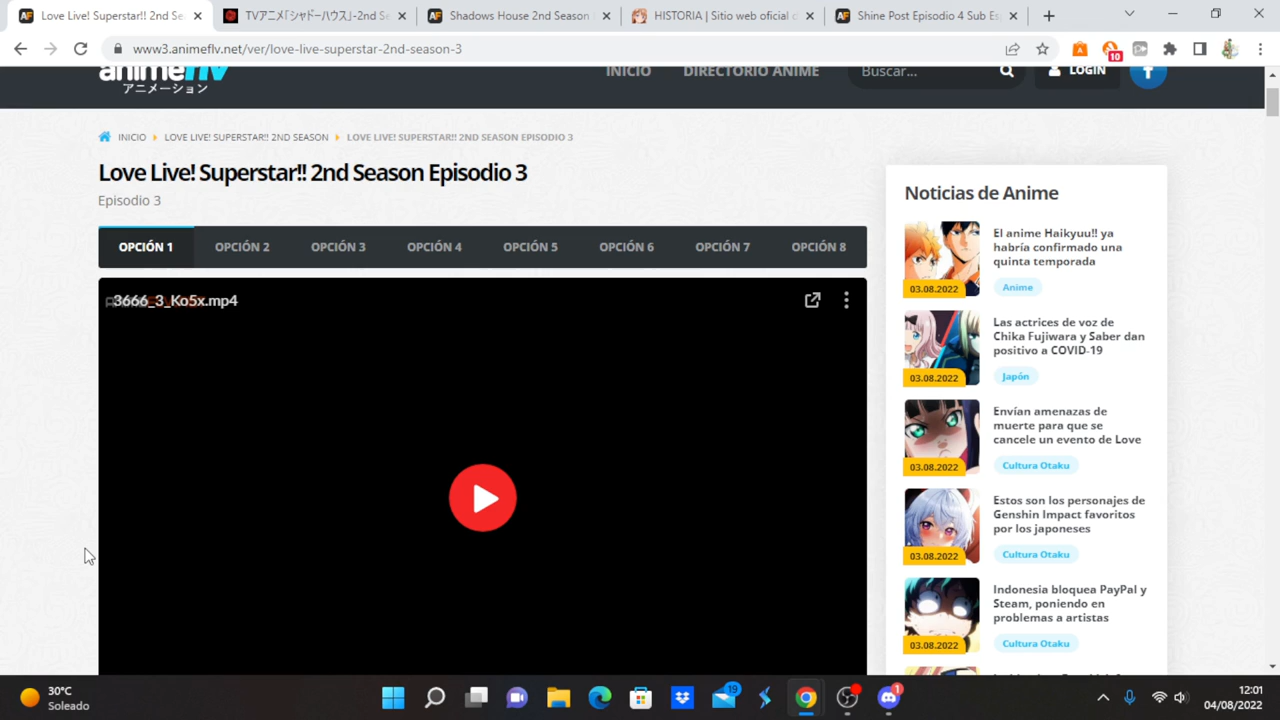 Love Live! Superstar!! 2nd Se
TVアニメ「シャドーハウス」-2nd Se
Shadows House 2nd Season
HISTORIA | Sitio web oficial
Shine Post Episodio 4 Sub Es
www3.animeflv.net/ver/love-live-superstar-2nd-season-3
10
animeflv
アニメーション
INICIO
DIRECTORIO ANIME
Buscar...
LOGIN
INICIO
LOVE LIVE! SUPERSTAR!! 2ND SEASON
LOVE LIVE! SUPERSTAR!! 2ND SEASON EPISODIO 3
Love Live! Superstar!! 2nd Season Episodio 3
Episodio 3
OPCIÓN 1
OPCIÓN 2
OPCIÓN 3
OPCIÓN 4
OPCIÓN 5
OPCIÓN 6
OPCIÓN 7
OPCIÓN 8
3666_3_Ko5x.mp4
Noticias de Anime
El anime Haikyuu!! ya
habría confirmado una
quinta temporada
03.08.2022
Anime
Las actrices de voz de
Chika Fujiwara y Saber dan
positivo a COVID-19
03.08.2022
Japón
Envían amenazas de
muerte para que se
cancele un evento de Love
03.08.2022
Cultura Otaku
Estos son los personajes de
Genshin Impact favoritos
por los japoneses
03.08.2022
Cultura Otaku
Indonesia bloquea PayPal y
Steam, poniendo en
problemas a artistas
03.08.2022
Cultura Otaku
30°C
Soleado
19
1
12:01
04/08/2022